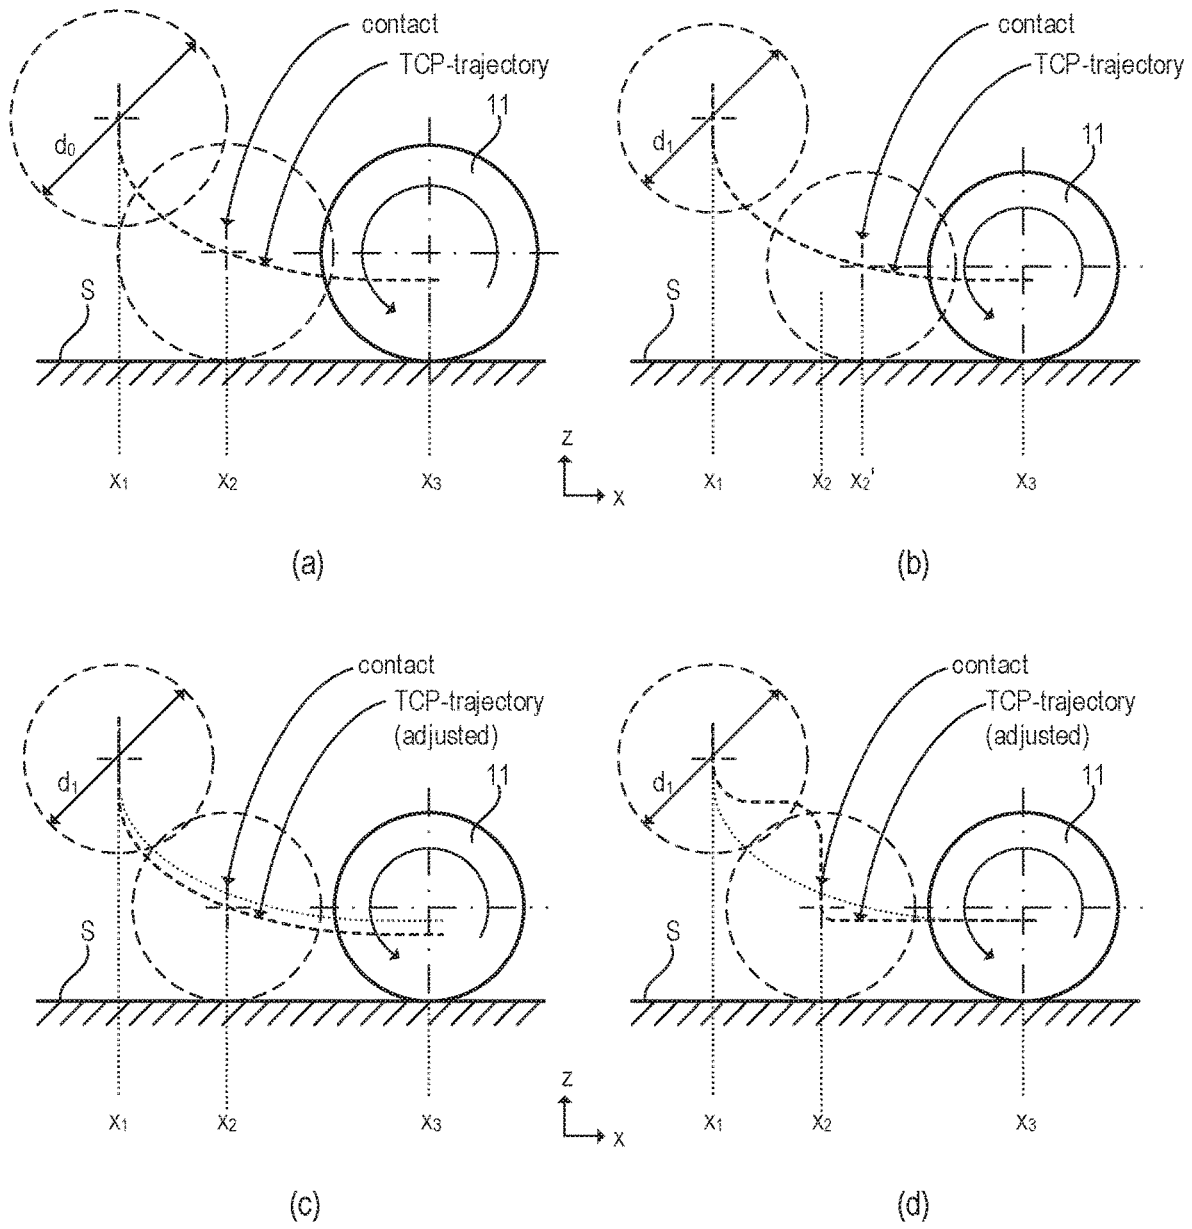 contact
TCP-trajectory
11
d₀
S
x₁
x₂
x₃
(a)
contact
TCP-trajectory
11
d₁
S
x₁
x₂
x₂'
x₃
z
x
(b)
contact
TCP-trajectory
(adjusted)
11
d₁
S
x₁
x₂
x₃
(c)
contact
TCP-trajectory
(adjusted)
11
d₁
S
x₁
x₂
x₃
z
x
(d)